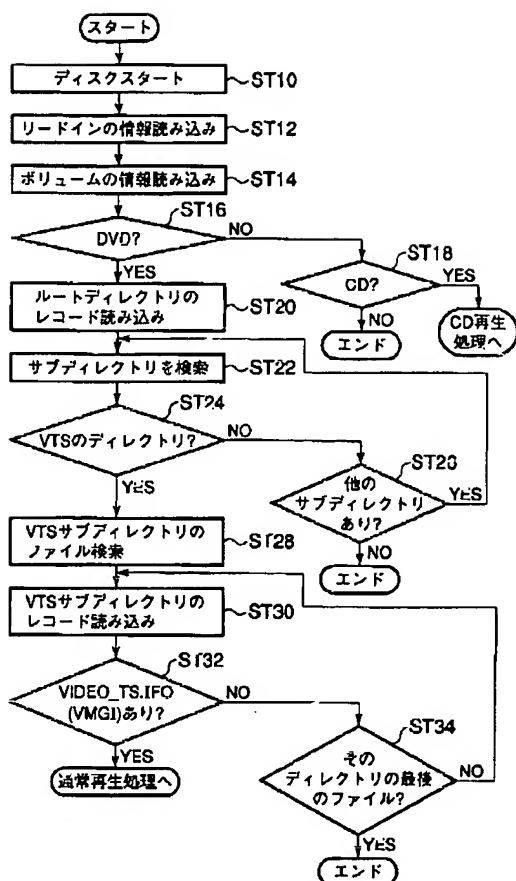 スタート
ディスクスタート
ST10
リードインの情報読み込み
ST12
ボリュームの情報読み込み
ST14
ST16
DVD?
NO
YES
ST18
CD?
YES
NO
エンド
CD再生
処理へ
ルートディレクトリの
レコード読み込み
ST20
サブディレクトリを検索
ST22
ST24
VTSのディレクトリ?
NO
YES
ST26
他の
サブディレクトリ
あり?
YES
NO
エンド
VTSサブディレクトリの
ファイル検索
ST28
VTSサブディレクトリの
レコード読み込み
ST30
ST32
VIDEO_TS.IFO
(VMGI)あり?
NO
YES
通常再生処理へ
ST34
その
ディレクトリの最後
のファイル?
NO
YES
エンド